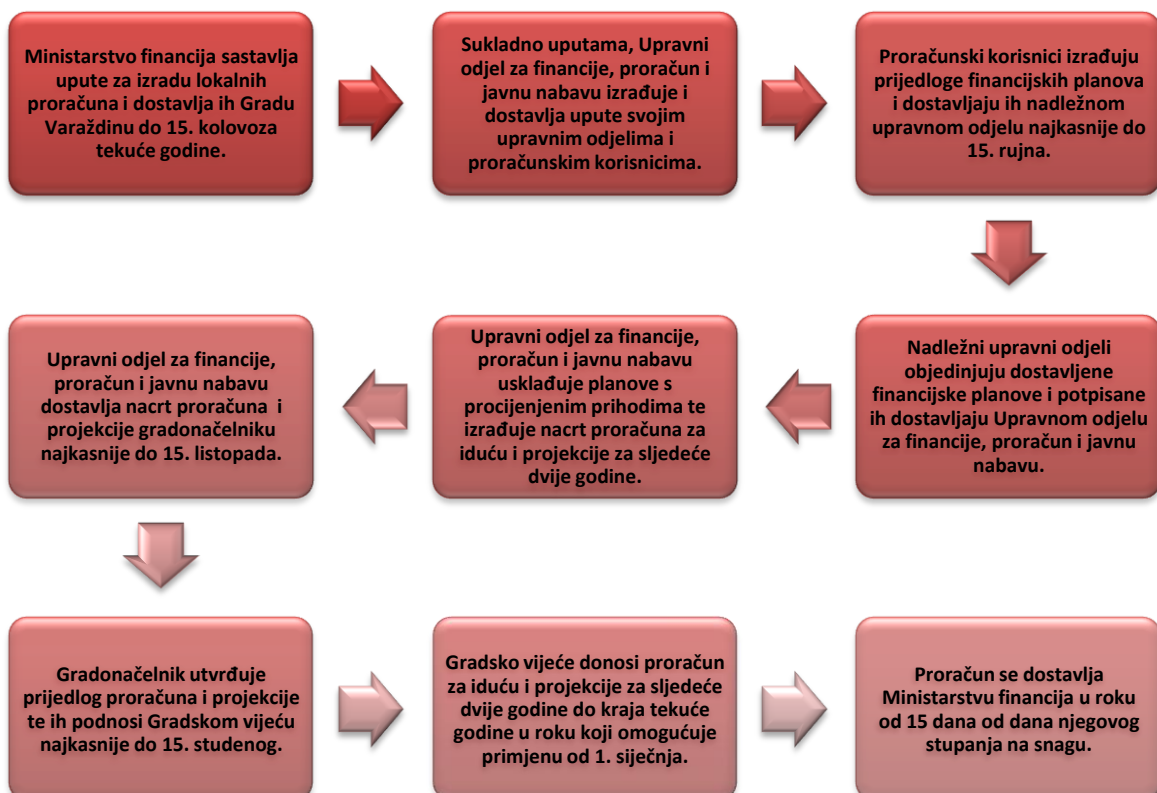 Ministarstvo financija sastavlja
upute za izradu lokalnih
proračuna i dostavlja ih Gradu
Varaždinu do 15. kolovoza
tekuće godine.
Sukladno uputama, Upravni
odjel za financije, proračun i
javnu nabavu izrađuje i
dostavlja upute svojim
upravnim odjelima i
proračunskim korisnicima.
Proračunski korisnici izrađuju
prijedloge financijskih planova
i dostavljaju ih nadležnom
upravnom odjelu najkasnije do
15. rujna.
Nadležni upravni odjeli
objedinjuju dostavljene
financijske planove i potpisane
ih dostavljaju Upravnom odjelu
za financije, proračun i javnu
nabavu.
Upravni odjel za financije,
proračun i javnu nabavu
usklađuje planove s
procijenjenim prihodima te
izrađuje nacrt proračuna za
iduću i projekcije za sljedeće
dvije godine.
Upravni odjel za financije,
proračun i javnu nabavu
dostavlja nacrt proračuna i
projekcije gradonačelniku
najkasnije do 15. listopada.
Gradonačelnik utvrđuje
prijedlog proračuna i projekcije
te ih podnosi Gradskom vijeću
najkasnije do 15. studenog.
Gradsko vijeće donosi proračun
za iduću i projekcije za sljedeće
dvije godine do kraja tekuće
godine u roku koji omogućuje
primjenu od 1. siječnja.
Proračun se dostavlja
Ministarstvu financija u roku
od 15 dana od dana njegovog
stupanja na snagu.